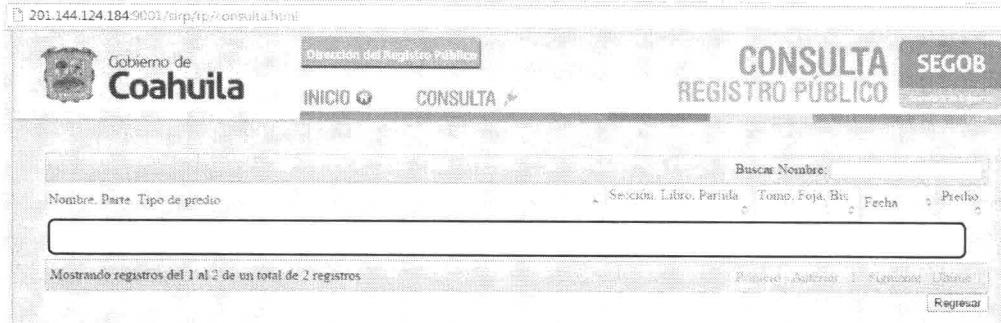 201.144.124.184:9001/sirp/rp/consulta.html
Gobierno de
Coahuila
Dirección del Registro Público
INICIO CONSULTA
CONSULTA
REGISTRO PÚBLICO
SEGOB
Buscar Nombre:
Nombre, Parte, Tipo de predio Sección, Libro, Partida Tomo, Foja, Bis Fecha Predio
Mostrando registros del 1 al 2 de un total de 2 registros
Primero Anterior 1 Siguiente Último
Regresar